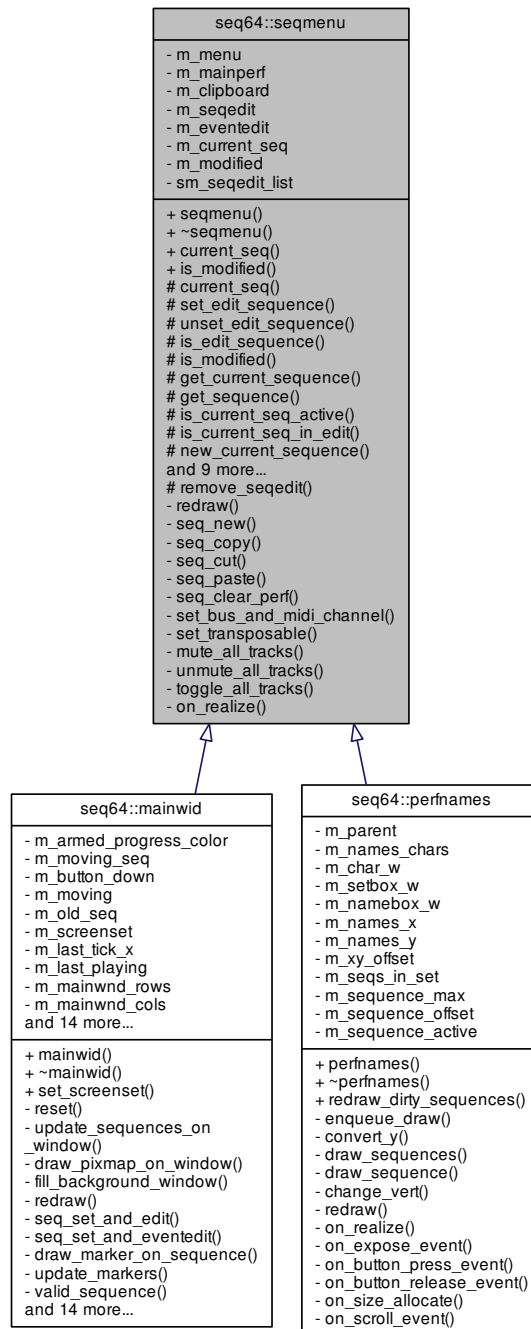 seq64::seqmenu
- m_menu
- m_mainperf
- m_clipboard
- m_seqedit
- m_eventedit
- m_current_seq
- m_modified
- sm_seqedit_list
+ seqmenu()
+ ~seqmenu()
+ current_seq()
+ is_modified()
# current_seq()
# set_edit_sequence()
# unset_edit_sequence()
# is_edit_sequence()
# is_modified()
# get_current_sequence()
# get_sequence()
# is_current_seq_active()
# is_current_seq_in_edit()
# new_current_sequence()
and 9 more...
# remove_seqedit()
- redraw()
- seq_new()
- seq_copy()
- seq_cut()
- seq_paste()
- seq_clear_perf()
- set_bus_and_midi_channel()
- set_transposable()
- mute_all_tracks()
- unmute_all_tracks()
- toggle_all_tracks()
- on_realize()
seq64::mainwid
- m_armed_progress_color
- m_moving_seq
- m_button_down
- m_moving
- m_old_seq
- m_screenset
- m_last_tick_x
- m_last_playing
- m_mainwnd_rows
- m_mainwnd_cols
and 14 more...
+ mainwid()
+ ~mainwid()
+ set_screenset()
- reset()
- update_sequences_on
_window()
- draw_pixmap_on_window()
- fill_background_window()
- redraw()
- seq_set_and_edit()
- seq_set_and_eventedit()
- draw_marker_on_sequence()
- update_markers()
- valid_sequence()
and 14 more...
seq64::perfnames
- m_parent
- m_names_chars
- m_char_w
- m_setbox_w
- m_namebox_w
- m_names_x
- m_names_y
- m_xy_offset
- m_seqs_in_set
- m_sequence_max
- m_sequence_offset
- m_sequence_active
+ perfnames()
+ ~perfnames()
+ redraw_dirty_sequences()
- enqueue_draw()
- convert_y()
- draw_sequences()
- draw_sequence()
- change_vert()
- redraw()
- on_realize()
- on_expose_event()
- on_button_press_event()
- on_button_release_event()
- on_size_allocate()
- on_scroll_event()